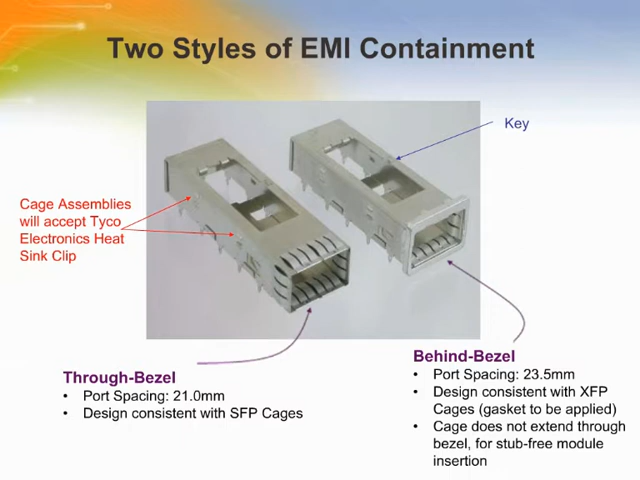 Two Styles of EMI Containment
Key
Cage Assemblies
will accept Tyco
Electronics Heat
Sink Clip
Through-Bezel
• Port Spacing: 21.0mm
• Design consistent with SFP Cages
Behind-Bezel
• Port Spacing: 23.5mm
• Design consistent with XFP
Cages (gasket to be applied)
• Cage does not extend through
bezel, for stub-free module
insertion